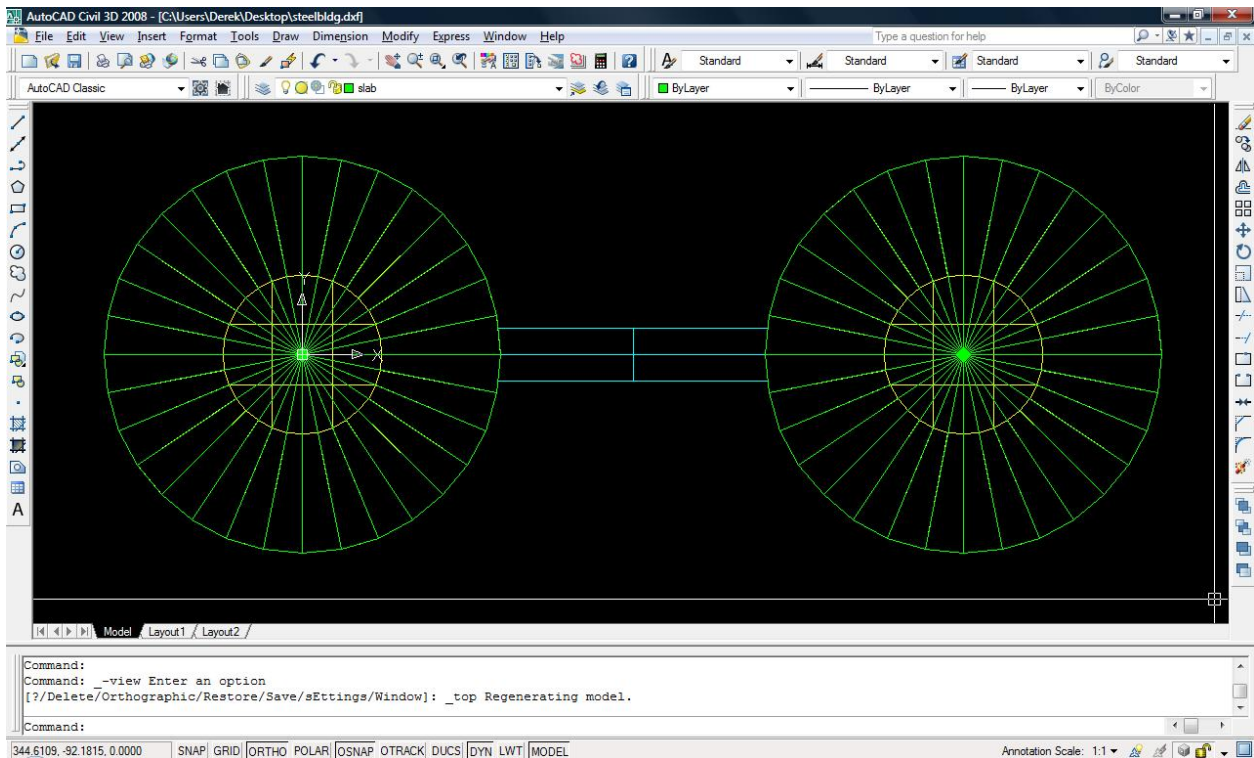 AutoCAD Civil 3D 2008 - [C:\Users\Derek\Desktop\steelbldg.dxf]
File Edit View Insert Format Tools Draw Dimension Modify Express Window Help
Type a question for help
Standard
Standard
Standard
Standard
AutoCAD Classic
slab
ByLayer
ByLayer
ByLayer
ByColor
A
Y
X
Model Layout1 Layout2
Command:
Command: _-view Enter an option
[?/Delete/Orthographic/Restore/Save/sEttings/Window]: _top Regenerating model.
Command:
344.6109, -92.1815, 0.0000 SNAP GRID ORTHO POLAR OSNAP OTRACK DUCS DYN LWT MODEL Annotation Scale: 1:1